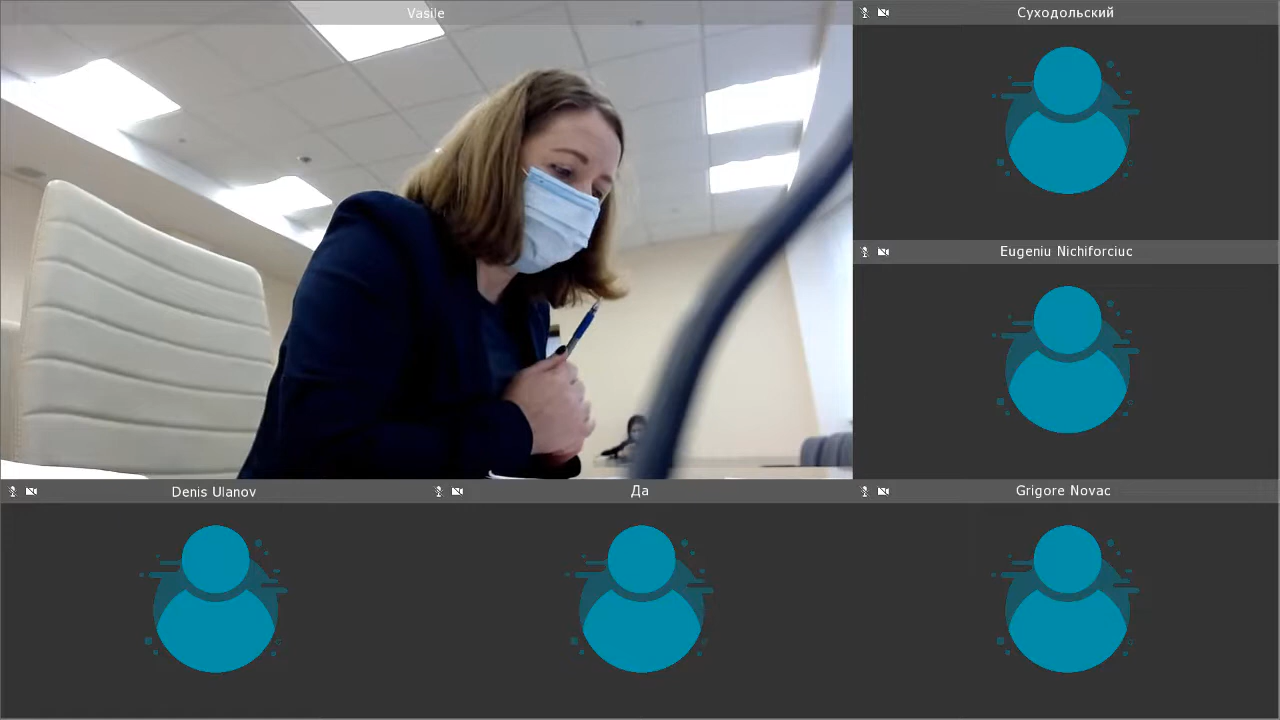 Vasile
Суходольский
Eugeniu Nichiforciuc
Denis Ulanov
Да
Grigore Novac